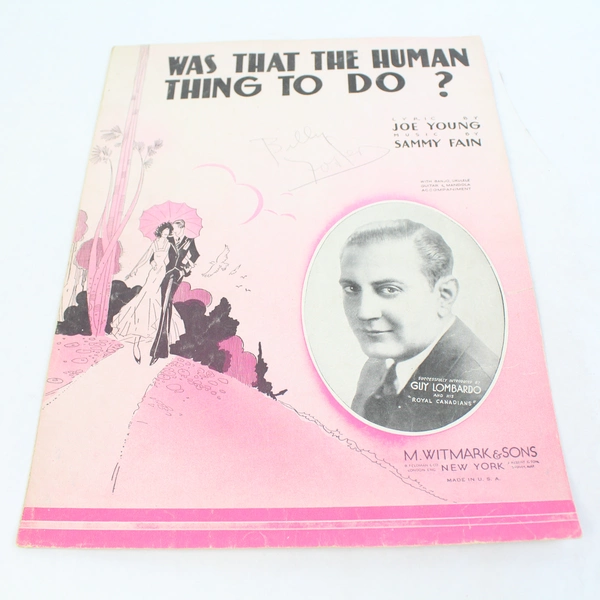 WAS THAT THE HUMAN
THING TO DO ?
LYRIC BY
JOE YOUNG
MUSIC BY
SAMMY FAIN
Billy
SUCCESSFULLY INTRODUCED BY
GUY LOMBARDO
AND HIS
"ROYAL CANADIANS"
M. WITMARK & SONS
NEW YORK
MADE IN U.S.A.